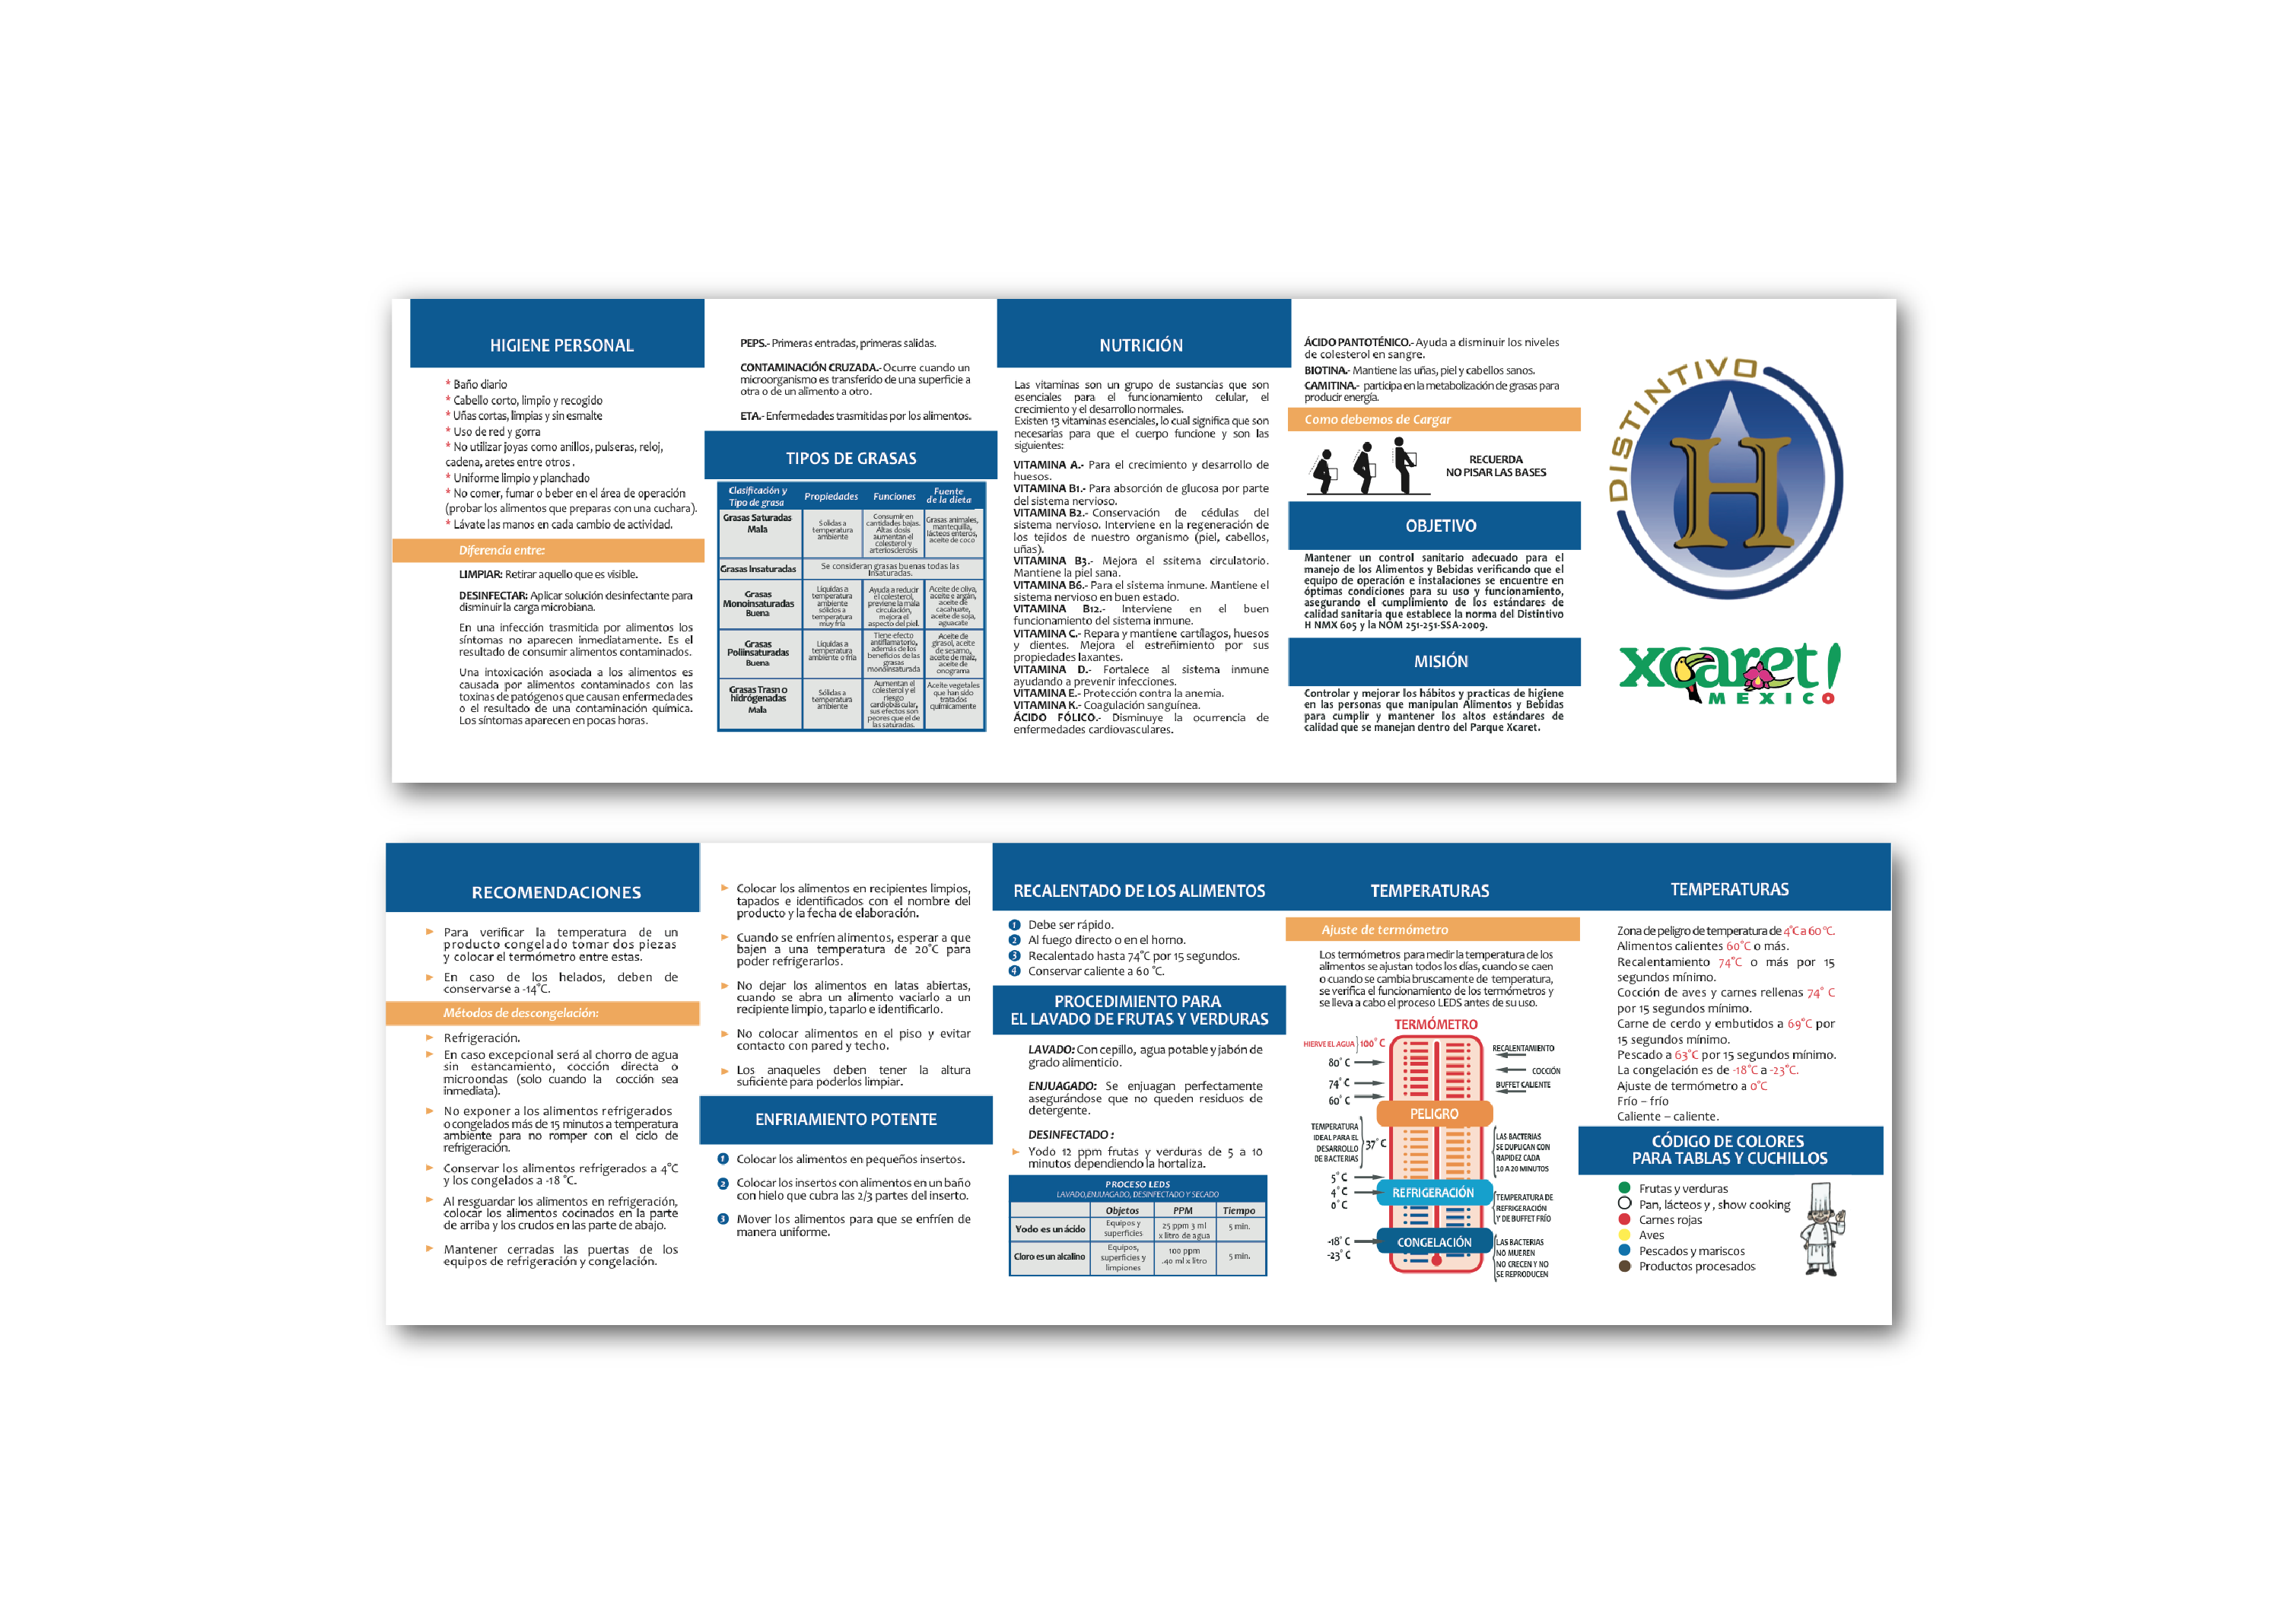 HIGIENE PERSONAL
* Baño diario
* Cabello corto, limpio y recogido
* Uñas cortas, limpias y sin esmalte
* Uso de red y gorra
* No utilizar joyas como anillos, pulseras, reloj,
cadena, aretes entre otros .
* Uniforme limpio y planchado
* No comer, fumar o beber en el área de operación
(probar los alimentos que preparas con una cuchara).
* Lávate las manos en cada cambio de actividad.
Diferencia entre:
LIMPIAR: Retirar aquello que es visible.
DESINFECTAR: Aplicar solución desinfectante para
disminuir la carga microbiana.
En una infección trasmitida por alimentos los
síntomas no aparecen inmediatamente. Es el
resultado de consumir alimentos contaminados.
Una intoxicación asociada a los alimentos es
causada por alimentos contaminados con las
toxinas de patógenos que causan enfermedades
o el resultado de una contaminación química.
Los síntomas aparecen en pocas horas.
PEPS.- Primeras entradas, primeras salidas.
CONTAMINACIÓN CRUZADA.- Ocurre cuando un
microorganismo es transferido de una superficie a
otra o de un alimento a otro.
ETA.- Enfermedades trasmitidas por los alimentos.
TIPOS DE GRASAS
Clasificación y
Tipo de grasa
Propiedades
Funciones
Fuente
de la dieta
Grasas Saturadas
Mala
Solidas a
temperatura
ambiente
Consumir en
cantidades bajas.
Altas dosis
aumentan el
colesterol y
arteriosclerosis
Grasas animales,
mantequilla,
lácteos enteros,
aceite de coco
Grasas Insaturadas
Se consideran grasas buenas todas las
Insaturadas.
Grasas
Monoinsaturadas
Buena
Liquidas a
temperatura
ambiente
sólidos a
temperatura
muy fría
Ayuda a reducir
el colesterol,
previene la mala
circulación,
mejora el
aspecto del piel.
Aceite de oliva,
aceite e argán,
aceite de
cacahuete,
aceite de soja,
aguacate
Grasas
Poliinsaturadas
Buena
Liquidas a
temperatura
ambiente o fría
Tiene efecto
antiflamatorio,
además de los
beneficios de las
grasas
monoinsaturada
Aceite de
girasol, aceite
de sesamo,
aceite de maíz,
aceite de
onograma
Grasas Trasn o
hidrógenadas
Mala
Sólidas a
temperatura
ambiente
Aumentan el
colesterol y el
riesgo
cardiobáscular,
sus efectos son
peores que el de
las saturadas.
Aceite vegetales
que han sido
tratados
químicamente
NUTRICIÓN
Las vitaminas son un grupo de sustancias que son
esenciales para el funcionamiento celular, el
crecimiento y el desarrollo normales.
Existen 13 vitaminas esenciales, lo cual significa que son
necesarias para que el cuerpo funcione y son las
siguientes:
VITAMINA A.- Para el crecimiento y desarrollo de
huesos.
VITAMINA B1.- Para absorción de glucosa por parte
del sistema nervioso.
VITAMINA B2.- Conservación de cédulas del
sistema nervioso. Interviene en la regeneración de
los tejidos de nuestro organismo (piel, cabellos,
uñas).
VITAMINA B3.- Mejora el ssitema circulatorio.
Mantiene la piel sana.
VITAMINA B6.- Para el sistema inmune. Mantiene el
sistema nervioso en buen estado.
VITAMINA B12.- Interviene en el buen
funcionamiento del sistema inmune.
VITAMINA C.- Repara y mantiene cartílagos, huesos
y dientes. Mejora el estreñimiento por sus
propiedades laxantes.
VITAMINA D.- Fortalece al sistema inmune
ayudando a prevenir infecciones.
VITAMINA E.- Protección contra la anemia.
VITAMINA K.- Coagulación sanguínea.
ÁCIDO FÓLICO.- Disminuye la ocurrencia de
enfermedades cardiovasculares.
ÁCIDO PANTOTÉNICO.- Ayuda a disminuir los niveles
de colesterol en sangre.
BIOTINA.- Mantiene las uñas, piel y cabellos sanos.
CAMITINA.- participa en la metabolización de grasas para
producir energía.
Como debemos de Cargar
RECUERDA
NO PISAR LAS BASES
OBJETIVO
Mantener un control sanitario adecuado para el
manejo de los Alimentos y Bebidas verificando que el
equipo de operación e instalaciones se encuentre en
óptimas condiciones para su uso y funcionamiento,
asegurando el cumplimiento de los estándares de
calidad sanitaria que establece la norma del Distintivo
H NMX 605 y la NOM 251-251-SSA-2009.
MISIÓN
Controlar y mejorar los hábitos y practicas de higiene
en las personas que manipulan Alimentos y Bebidas
para cumplir y mantener los altos estándares de
calidad que se manejan dentro del Parque Xcaret.
DISTINTIVO
H
xcaret!
MEXICO
RECOMENDACIONES
Para verificar la temperatura de un
producto congelado tomar dos piezas
y colocar el termómetro entre estas.
En caso de los helados, deben de
conservarse a -14°C.
Métodos de descongelación:
Refrigeración.
En caso excepcional será al chorro de agua
sin estancamiento, cocción directa o
microondas (solo cuando la cocción sea
inmediata).
No exponer a los alimentos refrigerados
o congelados más de 15 minutos a temperatura
ambiente para no romper con el ciclo de
refrigeración.
Conservar los alimentos refrigerados a 4°C
y los congelados a -18 °C.
Al resguardar los alimentos en refrigeración,
colocar los alimentos cocinados en la parte
de arriba y los crudos en las parte de abajo.
Mantener cerradas las puertas de los
equipos de refrigeración y congelación.
Colocar los alimentos en recipientes limpios,
tapados e identificados con el nombre del
producto y la fecha de elaboración.
Cuando se enfríen alimentos, esperar a que
bajen a una temperatura de 20°C para
poder refrigerarlos.
No dejar los alimentos en latas abiertas,
cuando se abra un alimento vaciarlo a un
recipiente limpio, taparlo e identificarlo.
No colocar alimentos en el piso y evitar
contacto con pared y techo.
Los anaqueles deben tener la altura
suficiente para poderlos limpiar.
ENFRIAMIENTO POTENTE
1 Colocar los alimentos en pequeños insertos.
2 Colocar los insertos con alimentos en un baño
con hielo que cubra las 2/3 partes del inserto.
3 Mover los alimentos para que se enfríen de
manera uniforme.
RECALENTADO DE LOS ALIMENTOS
1 Debe ser rápido.
2 Al fuego directo o en el horno.
3 Recalentado hasta 74°C por 15 segundos.
4 Conservar caliente a 60 °C.
PROCEDIMIENTO PARA
EL LAVADO DE FRUTAS Y VERDURAS
LAVADO: Con cepillo, agua potable y jabón de
grado alimenticio.
ENJUAGADO: Se enjuagan perfectamente
asegurándose que no queden residuos de
detergente.
DESINFECTADO :
Yodo 12 ppm frutas y verduras de 5 a 10
minutos dependiendo la hortaliza.
PROCESO LEDS
LAVADO,ENJUAGADO, DESINFECTADO Y SECADO
Objetos
PPM
Tiempo
Yodo es un ácido
Equipos y
superficies
25 ppm 3 ml
x litro de agua
5 min.
Cloro es un alcalino
Equipos,
superficies y
limpiones
100 ppm
.40 ml x litro
5 min.
TEMPERATURAS
Ajuste de termómetro
Los termómetros para medir la temperatura de los
alimentos se ajustan todos los días, cuando se caen
o cuando se cambia bruscamente de temperatura,
se verifica el funcionamiento de los termómetros y
se lleva a cabo el proceso LEDS antes de su uso.
TERMÓMETRO
HIERVE EL AGUA 100° C
80° C
74° C
60° C
RECALENTAMIENTO
COCCIÓN
BUFFET CALIENTE
PELIGRO
TEMPERATURA
IDEAL PARA EL
DESARROLLO
DE BACTERIAS
37° C
LAS BACTERIAS
SE DUPLICAN CON
RAPIDEZ CADA
10 A 20 MINUTOS
5° C
4° C
0° C
REFRIGERACIÓN
TEMPERATURA DE
REFRIGERACIÓN
Y DE BUFFET FRÍO
-18° C
-23° C
CONGELACIÓN
LAS BACTERIAS
NO MUEREN
NO CRECEN Y NO
SE REPRODUCEN
TEMPERATURAS
Zona de peligro de temperatura de 4°C a 60 °C.
Alimentos calientes 60°C o más.
Recalentamiento 74°C o más por 15
segundos mínimo.
Cocción de aves y carnes rellenas 74° C
por 15 segundos mínimo.
Carne de cerdo y embutidos a 69°C por
15 segundos mínimo.
Pescado a 63°C por 15 segundos mínimo.
La congelación es de -18°C a -23°C.
Ajuste de termómetro a 0°C
Frío – frío
Caliente – caliente.
CÓDIGO DE COLORES
PARA TABLAS Y CUCHILLOS
Frutas y verduras
Pan, lácteos y , show cooking
Carnes rojas
Aves
Pescados y mariscos
Productos procesados